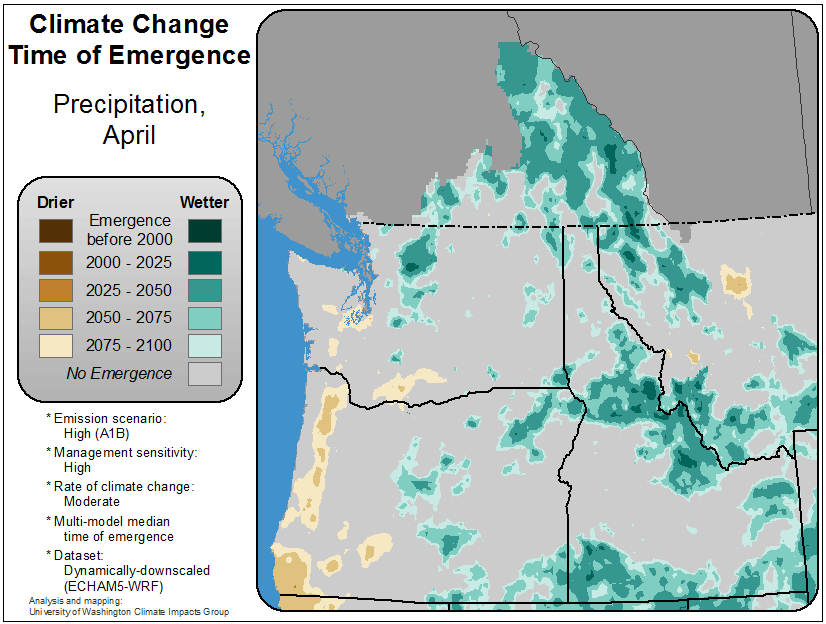 Climate Change
Time of Emergence
Precipitation,
April
Drier
Wetter
Emergence
before 2000
2000 - 2025
2025 - 2050
2050 - 2075
2075 - 2100
No Emergence
* Emission scenario:
High (A1B)
* Management sensitivity:
High
* Rate of climate change:
Moderate
* Multi-model median
time of emergence
* Dataset:
Dynamically-downscaled
(ECHAM5-WRF)
Analysis and mapping:
University of Washington Climate Impacts Group